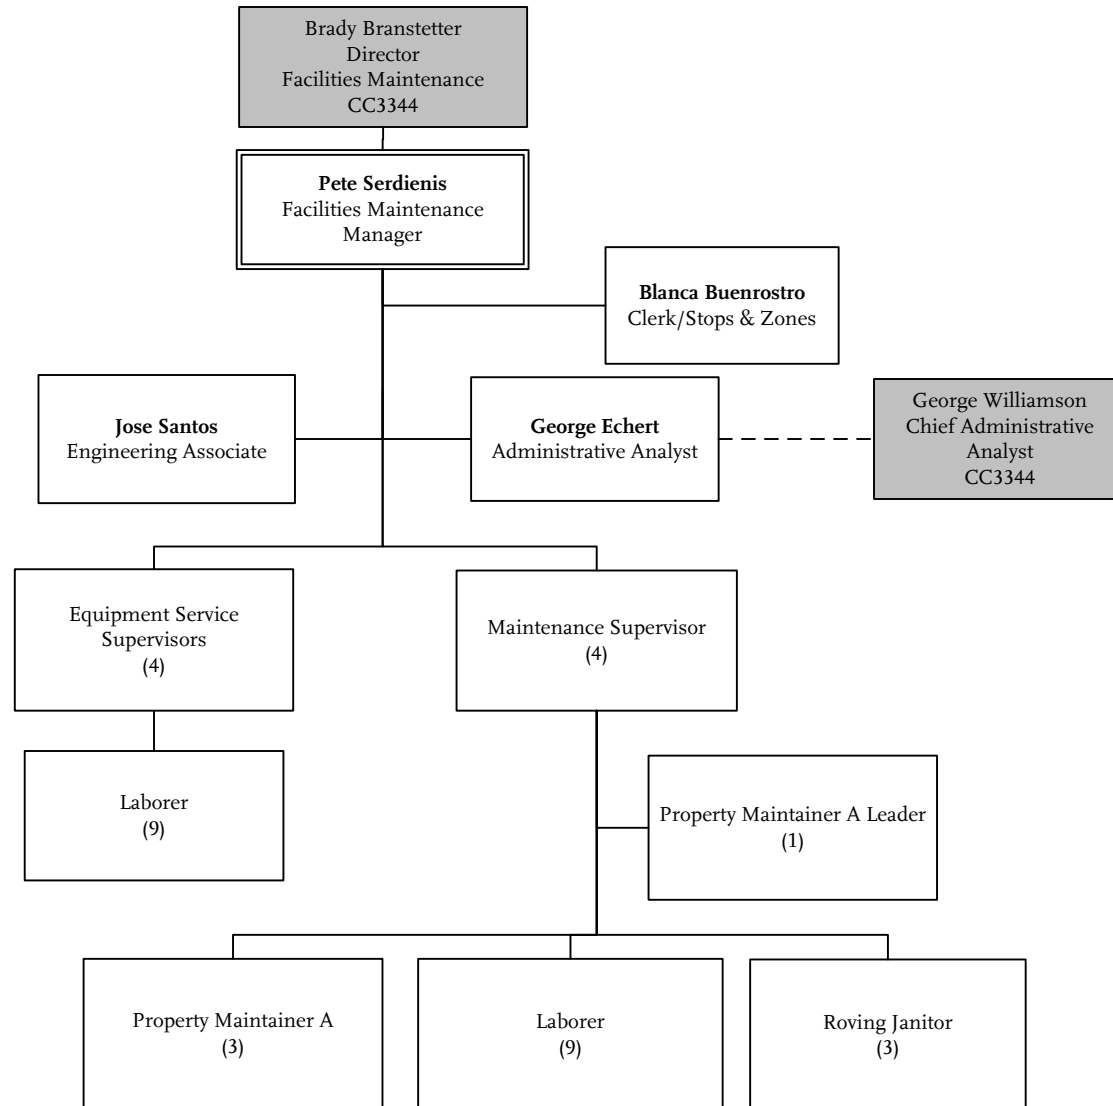 Brady Branstetter
Director
Facilities Maintenance
CC3344
Pete Serdienis
Facilities Maintenance
Manager
Blanca Buenrostro
Clerk/Stops & Zones
Jose Santos
Engineering Associate
George Echert
Administrative Analyst
George Williamson
Chief Administrative
Analyst
CC3344
Equipment Service
Supervisors
(4)
Maintenance Supervisor
(4)
Laborer
(9)
Property Maintainer A Leader
(1)
Property Maintainer A
(3)
Laborer
(9)
Roving Janitor
(3)